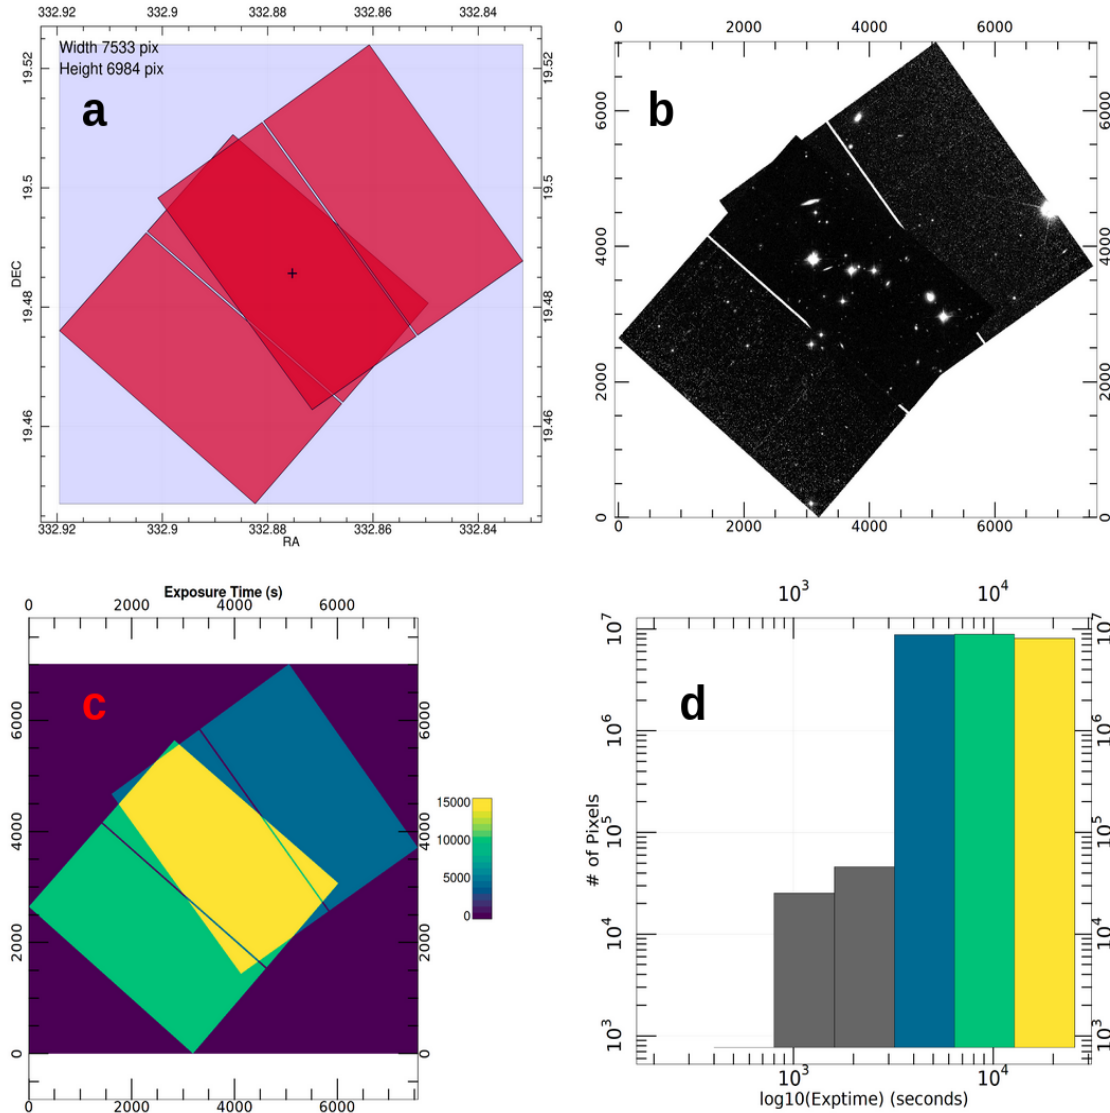 332.92 332.9 332.88 332.86 332.84
Width 7533 pix
Height 6984 pix
a
19.52
19.5
19.48
19.46
DEC
19.52
19.5
19.48
19.46
332.92 332.9 332.88 332.86 332.84
RA
0 2000 4000 6000
b
6000
4000
2000
0
6000
4000
2000
0
0 2000 4000 6000
Exposure Time (s)
0 2000 4000 6000
c
6000
4000
2000
0
6000
4000
2000
0
15000
10000
5000
0
0 2000 4000 6000
10³ 10⁴
d
10⁷
10⁶
10⁵
10⁴
10³
# of Pixels
10⁷
10⁶
10⁵
10⁴
10³
10³ 10⁴
log10(Exptime) (seconds)